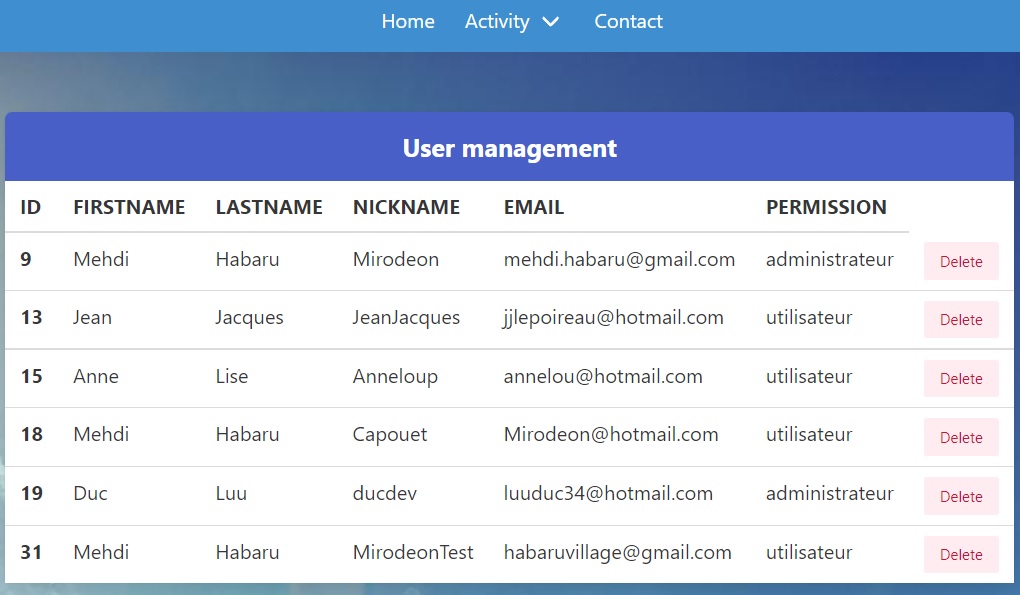 Home Activity Contact
User management
ID FIRSTNAME LASTNAME NICKNAME EMAIL PERMISSION
9 Mehdi Habaru Mirodeon mehdi.habaru@gmail.com administrateur Delete
13 Jean Jacques JeanJacques jjlepoireau@hotmail.com utilisateur Delete
15 Anne Lise Anneloup annelou@hotmail.com utilisateur Delete
18 Mehdi Habaru Capouet Mirodeon@hotmail.com utilisateur Delete
19 Duc Luu ducdev luuduc34@hotmail.com administrateur Delete
31 Mehdi Habaru MirodeonTest habaruvillage@gmail.com utilisateur Delete